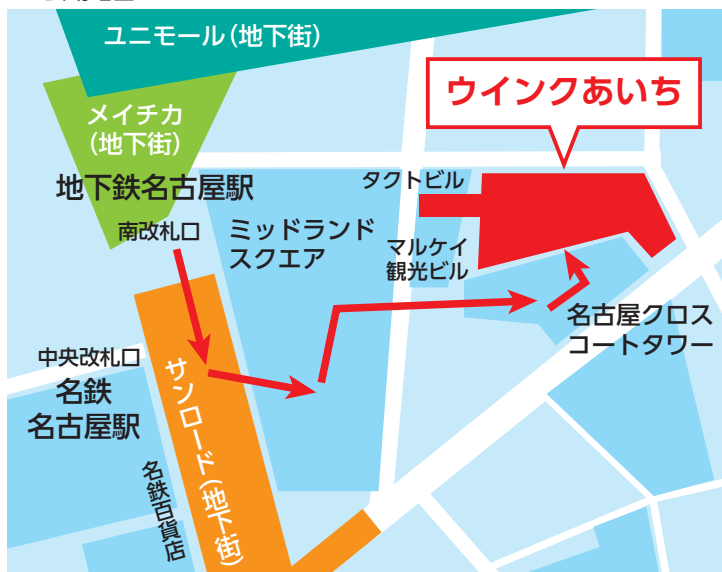 ユニモール(地下街)
メイチカ
(地下街)
ウインクあいち
地下鉄名古屋駅
南改札口
ミッドランド
スクエア
タクトビル
マルケイ
観光ビル
名古屋クロス
コートタワー
中央改札口
名鉄
名古屋駅
サンロード(地下街)
名鉄百貨店